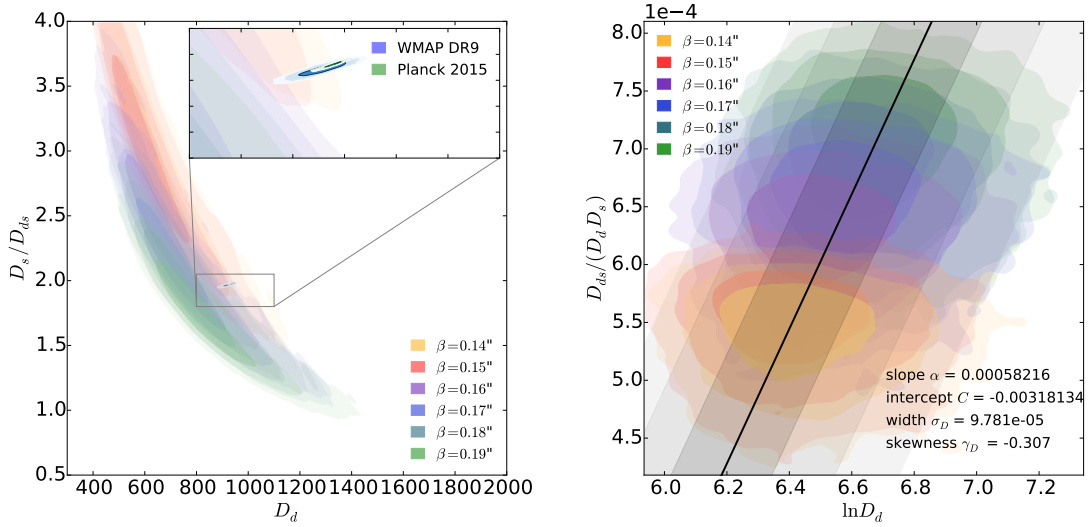 4.0
3.5
3.0
2.5
2.0
1.5
1.0
0.5
400 600 800 1000 1200 1400 1600 1800 2000
D_s/D_{ds}
D_d
WMAP DR9
Planck 2015
β=0.14"
β=0.15"
β=0.16"
β=0.17"
β=0.18"
β=0.19"
1e−4
8.0
7.5
7.0
6.5
6.0
5.5
5.0
4.5
6.0 6.2 6.4 6.6 6.8 7.0 7.2
D_{ds}/(D_d D_s)
lnD_d
β=0.14"
β=0.15"
β=0.16"
β=0.17"
β=0.18"
β=0.19"
slope α = 0.00058216
intercept C = -0.00318134
width σ_D = 9.781e-05
skewness γ_D = -0.307